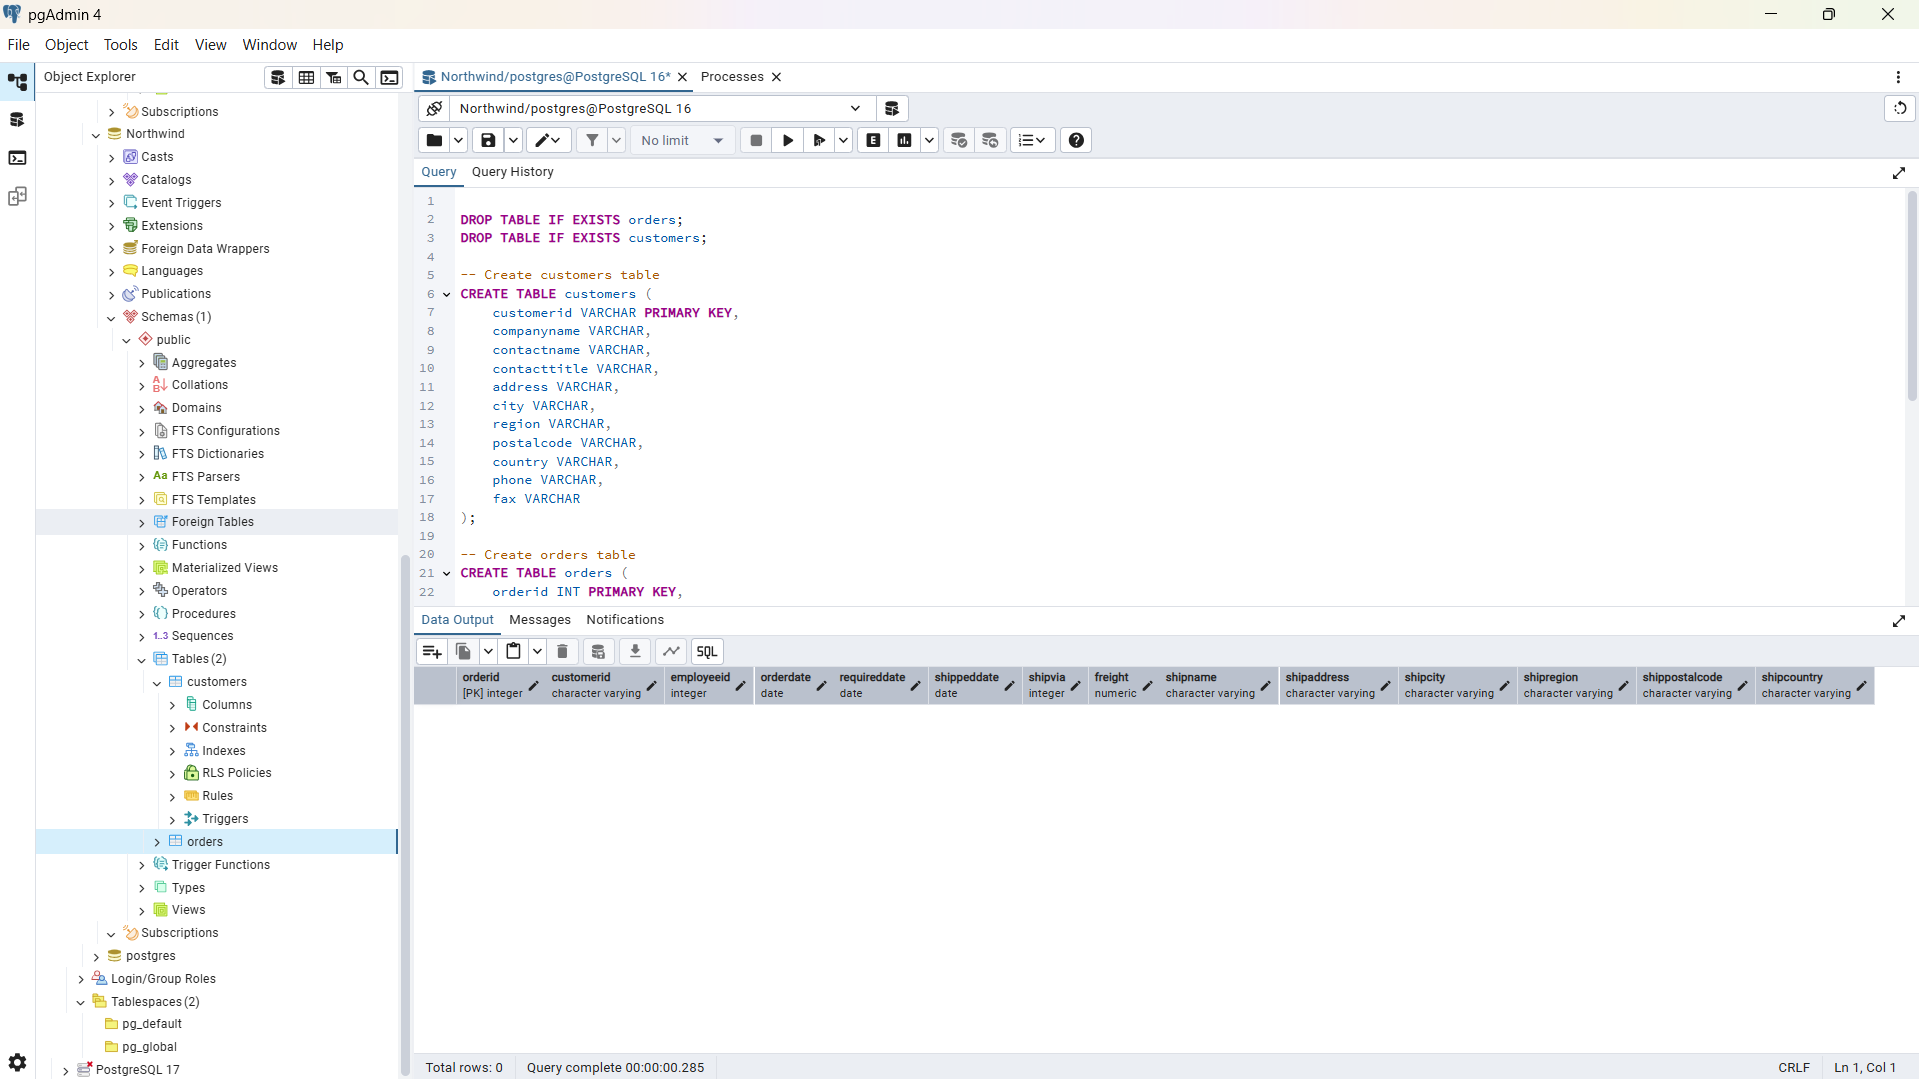 pgAdmin 4
File Object Tools Edit View Window Help
Object Explorer
Subscriptions
Northwind
Casts
Catalogs
Event Triggers
Extensions
Foreign Data Wrappers
Languages
Publications
Schemas (1)
public
Aggregates
Collations
Domains
FTS Configurations
FTS Dictionaries
Aa FTS Parsers
FTS Templates
Foreign Tables
Functions
Materialized Views
Operators
Procedures
1..3 Sequences
Tables (2)
customers
Columns
Constraints
Indexes
RLS Policies
Rules
Triggers
orders
Trigger Functions
Types
Views
Subscriptions
postgres
Login/Group Roles
Tablespaces (2)
pg_default
pg_global
PostgreSQL 17
Northwind/postgres@PostgreSQL 16* Processes
Northwind/postgres@PostgreSQL 16
No limit E
Query Query History
1
2 DROP TABLE IF EXISTS orders;
3 DROP TABLE IF EXISTS customers;
4
5 -- Create customers table
6 CREATE TABLE customers (
7 customerid VARCHAR PRIMARY KEY,
8 companyname VARCHAR,
9 contactname VARCHAR,
10 contacttitle VARCHAR,
11 address VARCHAR,
12 city VARCHAR,
13 region VARCHAR,
14 postalcode VARCHAR,
15 country VARCHAR,
16 phone VARCHAR,
17 fax VARCHAR
18 );
19
20 -- Create orders table
21 CREATE TABLE orders (
22 orderid INT PRIMARY KEY,
Data Output Messages Notifications
SQL
orderid customerid employeeid orderdate requireddate shippeddate shipvia freight shipname shipaddress shipcity shipregion shippostalcode shipcountry
[PK] integer character varying integer date date date integer numeric character varying character varying character varying character varying character varying character varying
Total rows: 0 Query complete 00:00:00.285 CRLF Ln 1, Col 1